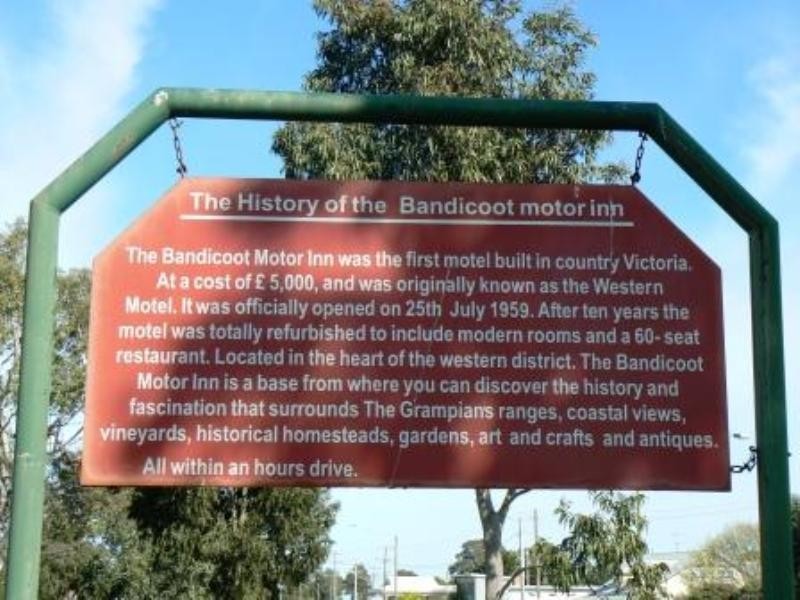 The History of the Bandicoot motor inn
The Bandicoot Motor Inn was the first motel built in country Victoria.
At a cost of £ 5,000, and was originally known as the Western
Motel. It was officially opened on 25th July 1959. After ten years the
motel was totally refurbished to include modern rooms and a 60- seat
restaurant. Located in the heart of the western district. The Bandicoot
Motor Inn is a base from where you can discover the history and
fascination that surrounds The Grampians ranges, coastal views,
vineyards, historical homesteads, gardens, art and crafts and antiques.
All within an hours drive.